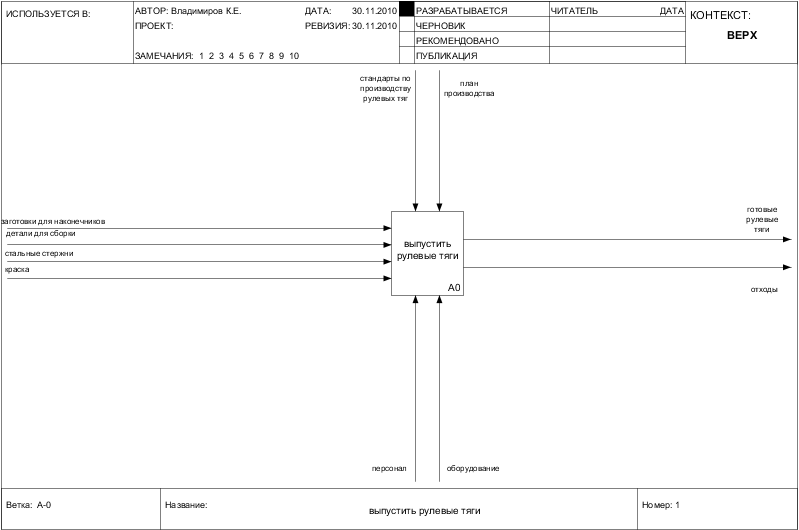 ИСПОЛЬЗУЕТСЯ В:
АВТОР: Владимиров К.Е.
ДАТА: 30.11.2010
РАЗРАБАТЫВАЕТСЯ
ЧИТАТЕЛЬ
ДАТА
КОНТЕКСТ:
ПРОЕКТ:
РЕВИЗИЯ: 30.11.2010
ЧЕРНОВИК
ВЕРХ
РЕКОМЕНДОВАНО
ЗАМЕЧАНИЯ: 1 2 3 4 5 6 7 8 9 10
ПУБЛИКАЦИЯ
стандарты по
производству
рулевых тяг
план
производства
заготовки для наконечников
детали для сборки
стальные стержни
краска
выпустить
рулевые тяги
A0
готовые
рулевые
тяги
отходы
персонал
оборудование
Ветка: A-0
Название:
выпустить рулевые тяги
Номер: 1